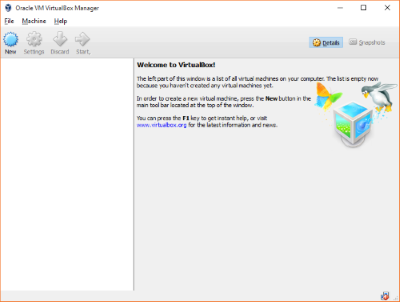 Oracle VM VirtualBox Manager
File Machine Help
New Settings Discard Start.
Details Snapshots
Welcome to VirtualBox!
The left part of this window is a list of all virtual machines on your computer. The list is empty now
because you haven't created any virtual machines yet.
In order to create a new virtual machine, press the New button in the
main tool bar located at the top of the window.
You can press the F1 key to get instant help, or visit
www.virtualbox.org for the latest information and news.